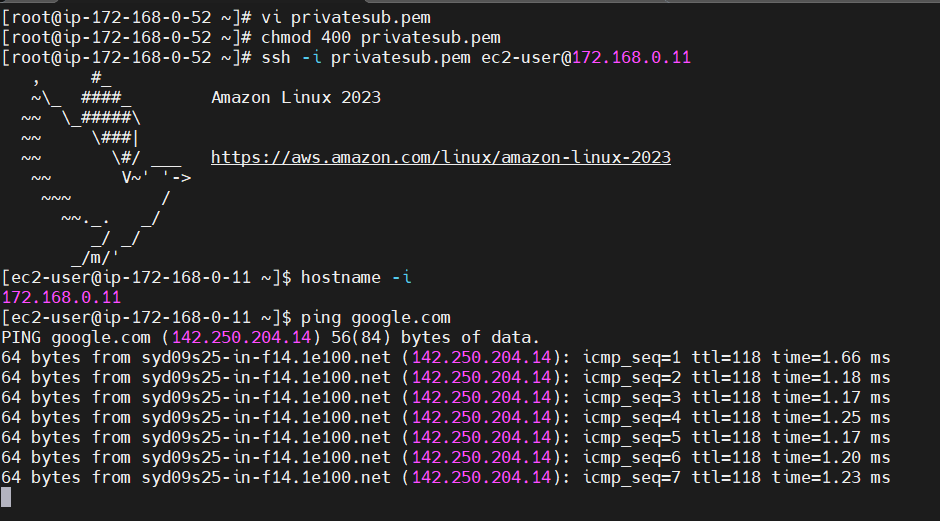 [root@ip-172-168-0-52 ~]# vi privatesub.pem
[root@ip-172-168-0-52 ~]# chmod 400 privatesub.pem
[root@ip-172-168-0-52 ~]# ssh -i privatesub.pem ec2-user@172.168.0.11
   ,     #_
   ~\_  ####_        Amazon Linux 2023
  ~~  \_#####\
  ~~     \###|
  ~~       \#/ ___   https://aws.amazon.com/linux/amazon-linux-2023
   ~~       V~' '->
    ~~~         /
      ~~._.   _/
         _/ _/
       _/m/'
[ec2-user@ip-172-168-0-11 ~]$ hostname -i
172.168.0.11
[ec2-user@ip-172-168-0-11 ~]$ ping google.com
PING google.com (142.250.204.14) 56(84) bytes of data.
64 bytes from syd09s25-in-f14.1e100.net (142.250.204.14): icmp_seq=1 ttl=118 time=1.66 ms
64 bytes from syd09s25-in-f14.1e100.net (142.250.204.14): icmp_seq=2 ttl=118 time=1.18 ms
64 bytes from syd09s25-in-f14.1e100.net (142.250.204.14): icmp_seq=3 ttl=118 time=1.17 ms
64 bytes from syd09s25-in-f14.1e100.net (142.250.204.14): icmp_seq=4 ttl=118 time=1.25 ms
64 bytes from syd09s25-in-f14.1e100.net (142.250.204.14): icmp_seq=5 ttl=118 time=1.17 ms
64 bytes from syd09s25-in-f14.1e100.net (142.250.204.14): icmp_seq=6 ttl=118 time=1.20 ms
64 bytes from syd09s25-in-f14.1e100.net (142.250.204.14): icmp_seq=7 ttl=118 time=1.23 ms